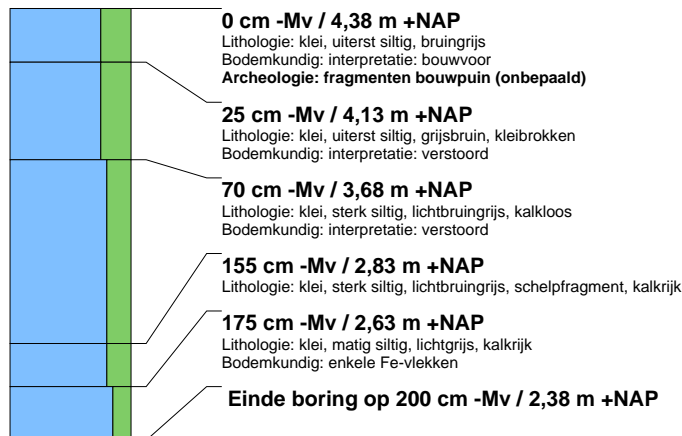 0 cm -Mv / 4,38 m +NAP
Lithologie: klei, uiterst siltig, bruingrijs
Bodemkundig: interpretatie: bouwvoor
Archeologie: fragmenten bouwpuin (onbepaald)
25 cm -Mv / 4,13 m +NAP
Lithologie: klei, uiterst siltig, grijsbruin, kleibrokken
Bodemkundig: interpretatie: verstoord
70 cm -Mv / 3,68 m +NAP
Lithologie: klei, sterk siltig, lichtbruingrijs, kalkloos
Bodemkundig: interpretatie: verstoord
155 cm -Mv / 2,83 m +NAP
Lithologie: klei, sterk siltig, lichtbruingrijs, schelpfragment, kalkrijk
175 cm -Mv / 2,63 m +NAP
Lithologie: klei, matig siltig, lichtgrijs, kalkrijk
Bodemkundig: enkele Fe-vlekken
Einde boring op 200 cm -Mv / 2,38 m +NAP